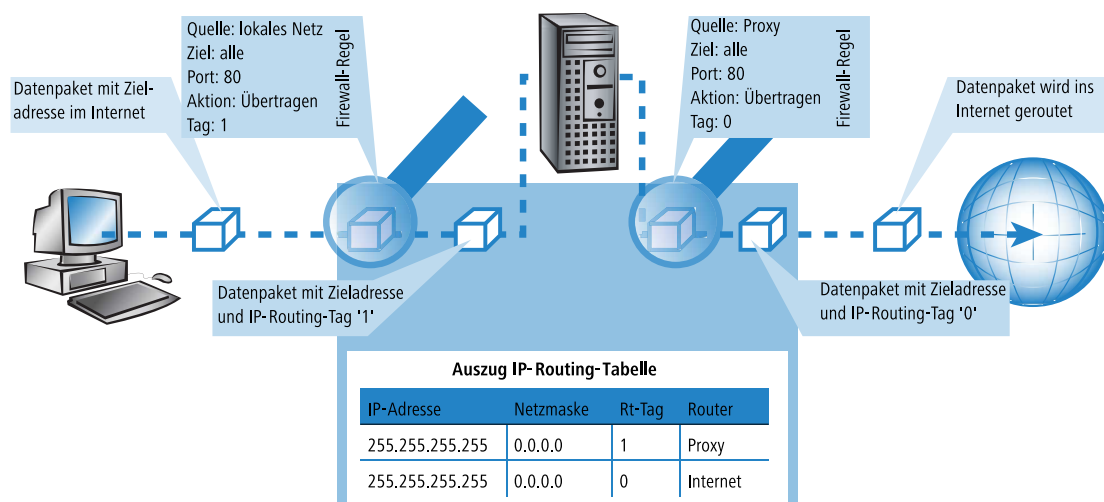 Quelle: lokales Netz
Ziel: alle
Port: 80
Aktion: Übertragen
Tag: 1
Firewall-Regel
Quelle: Proxy
Ziel: alle
Port: 80
Aktion: Übertragen
Tag: 0
Firewall-Regel
Datenpaket mit Ziel-
adresse im Internet
Datenpaket wird ins
Internet geroutet
Datenpaket mit Zieladresse
und IP-Routing-Tag '1'
Datenpaket mit Zieladresse
und IP-Routing-Tag '0'
Auszug IP-Routing-Tabelle
IP-Adresse Netzmaske Rt-Tag Router
255.255.255.255 0.0.0.0 1 Proxy
255.255.255.255 0.0.0.0 0 Internet